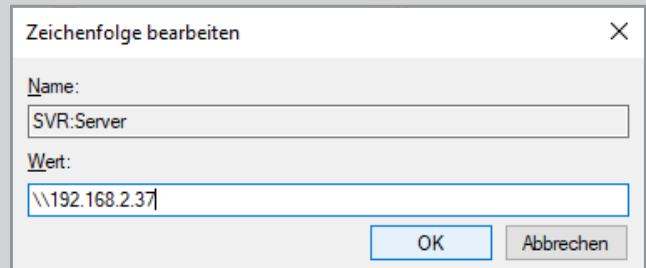 Zeichenfolge bearbeiten
Name:
SVR:Server
Wert:
\\192.168.2.37
OK Abbrechen